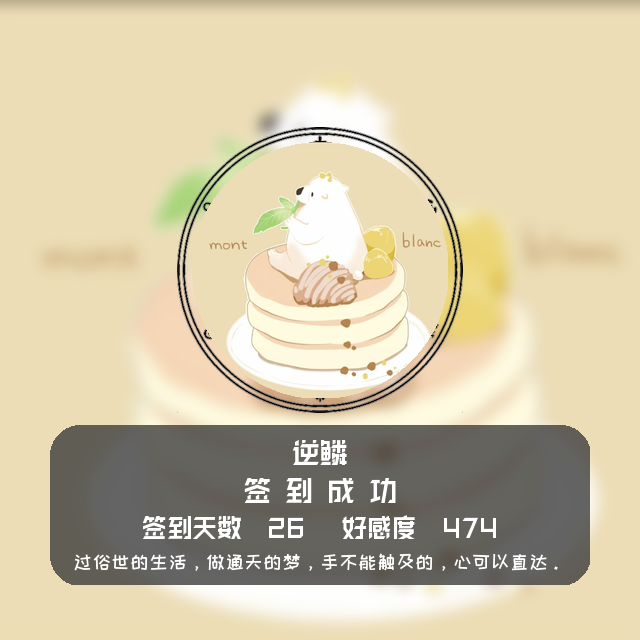 mont
blanc
逆鳞
签到成功
签到天数 26 好感度 474
过俗世的生活，做通天的梦，手不能触及的，心可以直达。